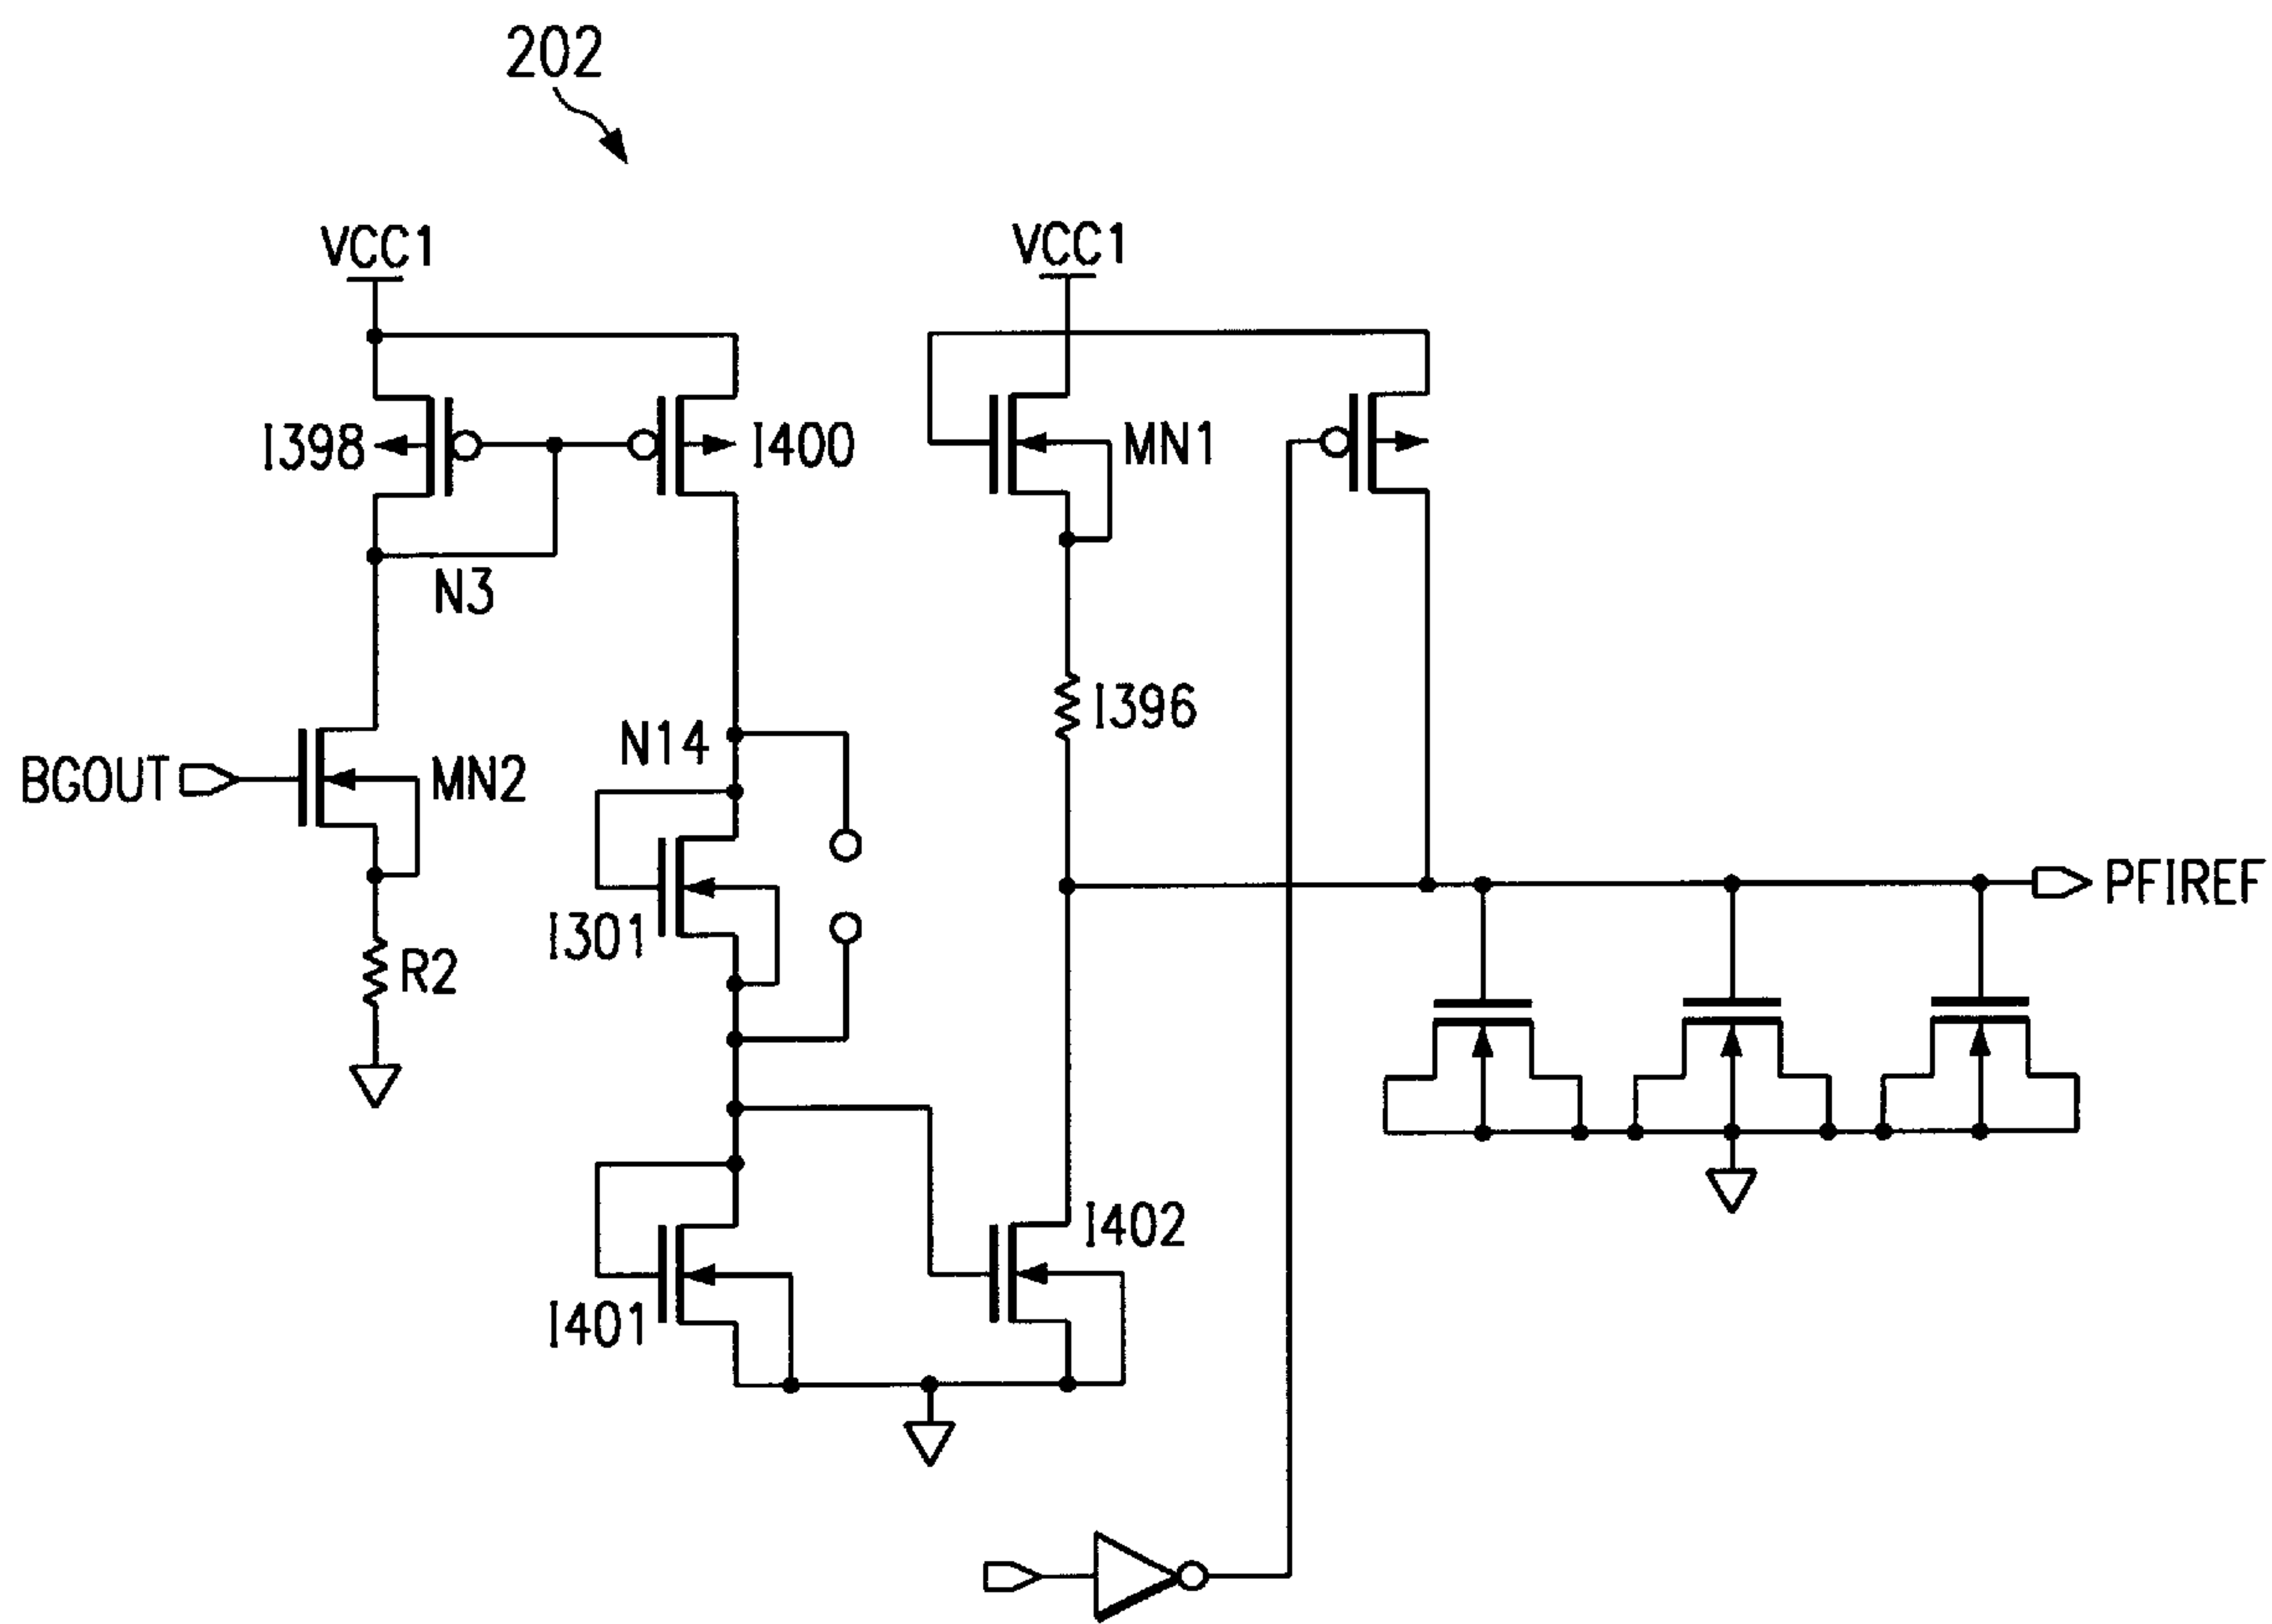 202
VCC1
VCC1
I398
I400
MN1
N3
I396
N14
BGOUT
MN2
PFIREF
I301
R2
I402
I401